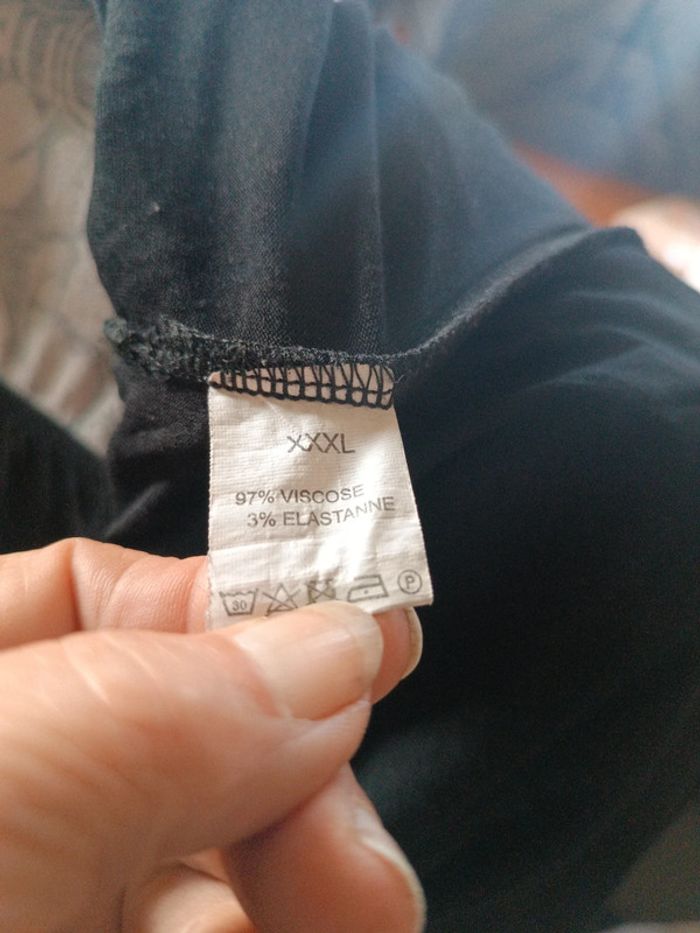 XXXL
97% VISCOSE
3% ELASTANNE
30 P